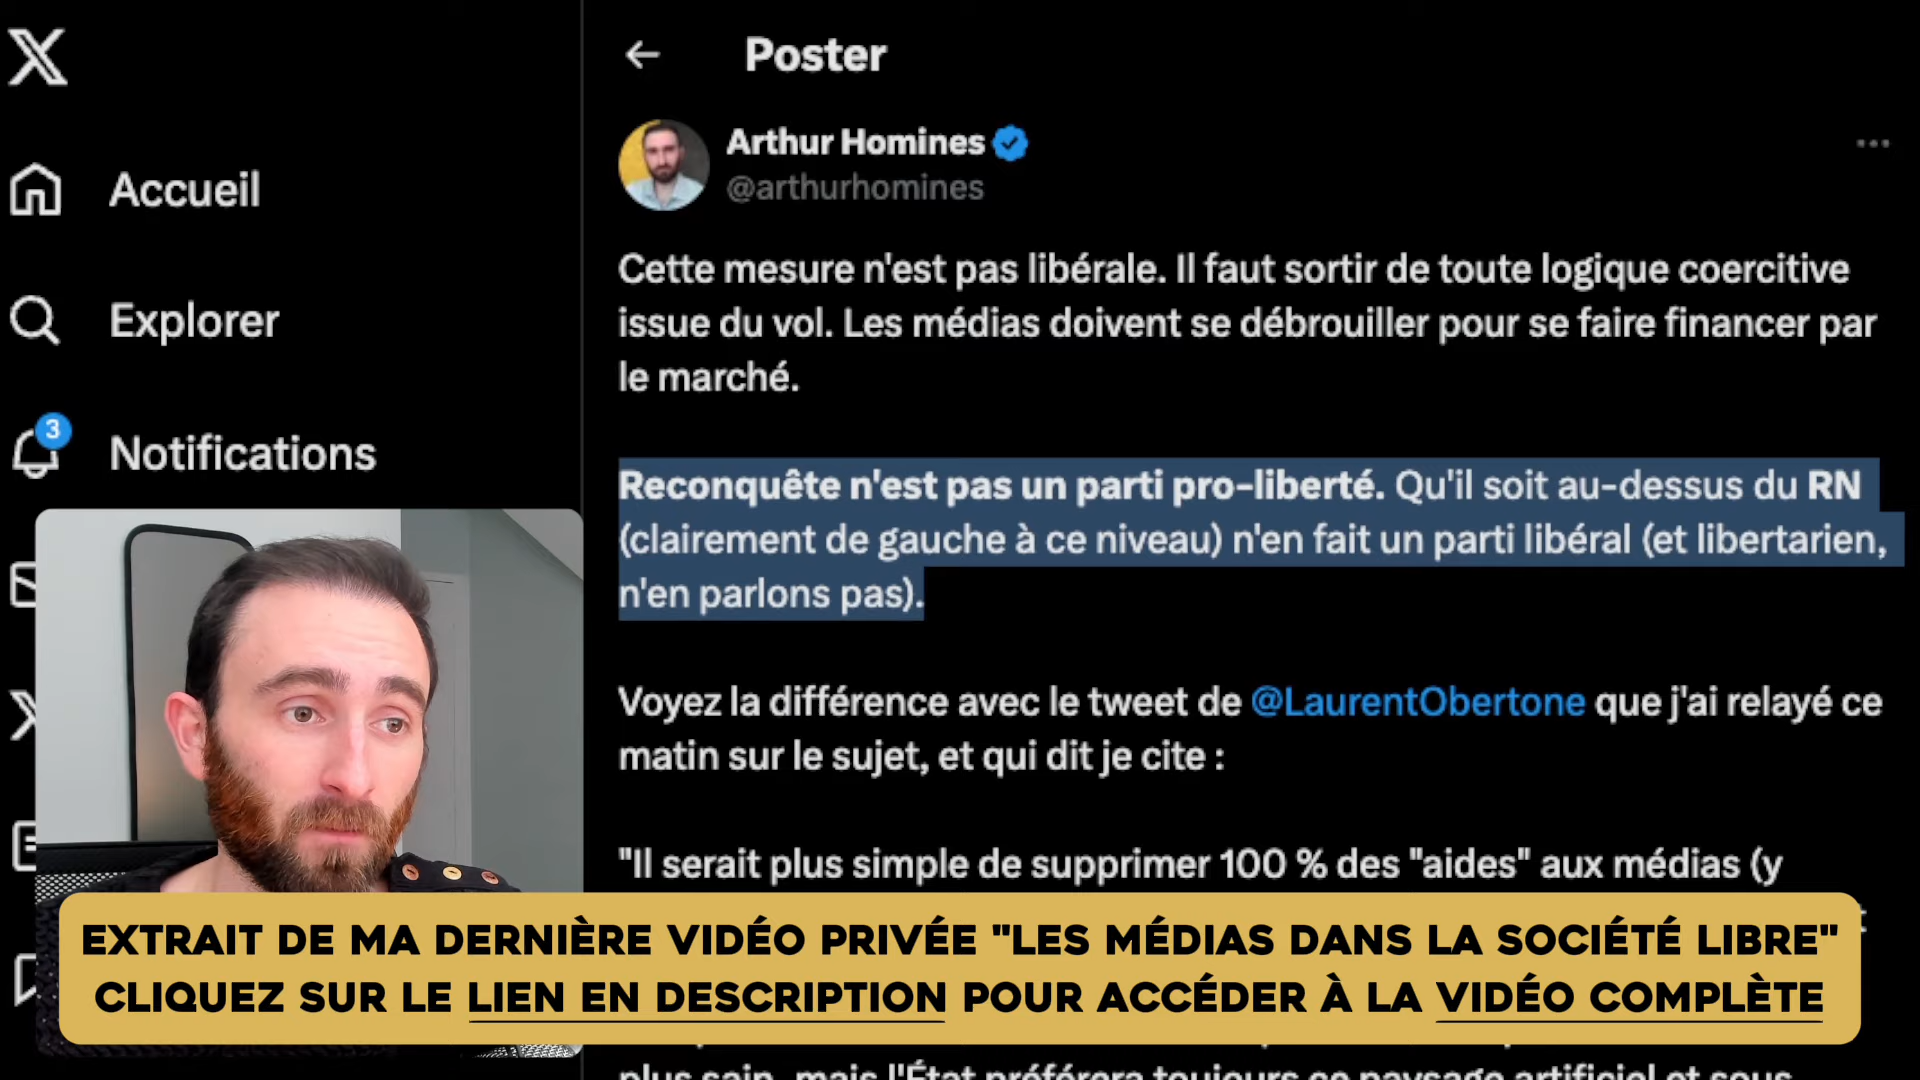 Poster
Arthur Homines
@arthurhomines
Accueil
Explorer
3
Notifications
Cette mesure n'est pas libérale. Il faut sortir de toute logique coercitive
issue du vol. Les médias doivent se débrouiller pour se faire financer par
le marché.
Reconquête n'est pas un parti pro-liberté. Qu'il soit au-dessus du RN
(clairement de gauche à ce niveau) n'en fait un parti libéral (et libertarien,
n'en parlons pas).
Voyez la différence avec le tweet de @LaurentObertone que j'ai relayé ce
matin sur le sujet, et qui dit je cite :
"Il serait plus simple de supprimer 100 % des "aides" aux médias (y
EXTRAIT DE MA DERNIÈRE VIDÉO PRIVÉE "LES MÉDIAS DANS LA SOCIÉTÉ LIBRE"
CLIQUEZ SUR LE LIEN EN DESCRIPTION POUR ACCÉDER À LA VIDÉO COMPLÈTE
plus sain, mais l'État préférera toujours ce paysage artificiel et sous